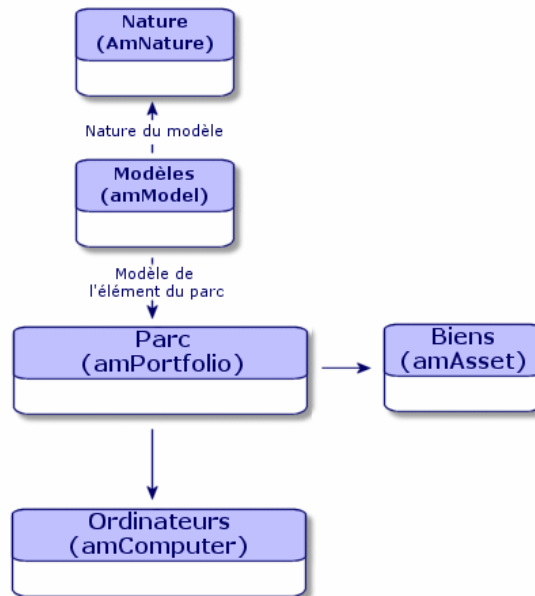 Nature
(AmNature)
Nature du modèle
Modèles
(amModel)
Modèle de
l'élément du parc
Parc
(amPortfolio)
Biens
(amAsset)
Ordinateurs
(amComputer)